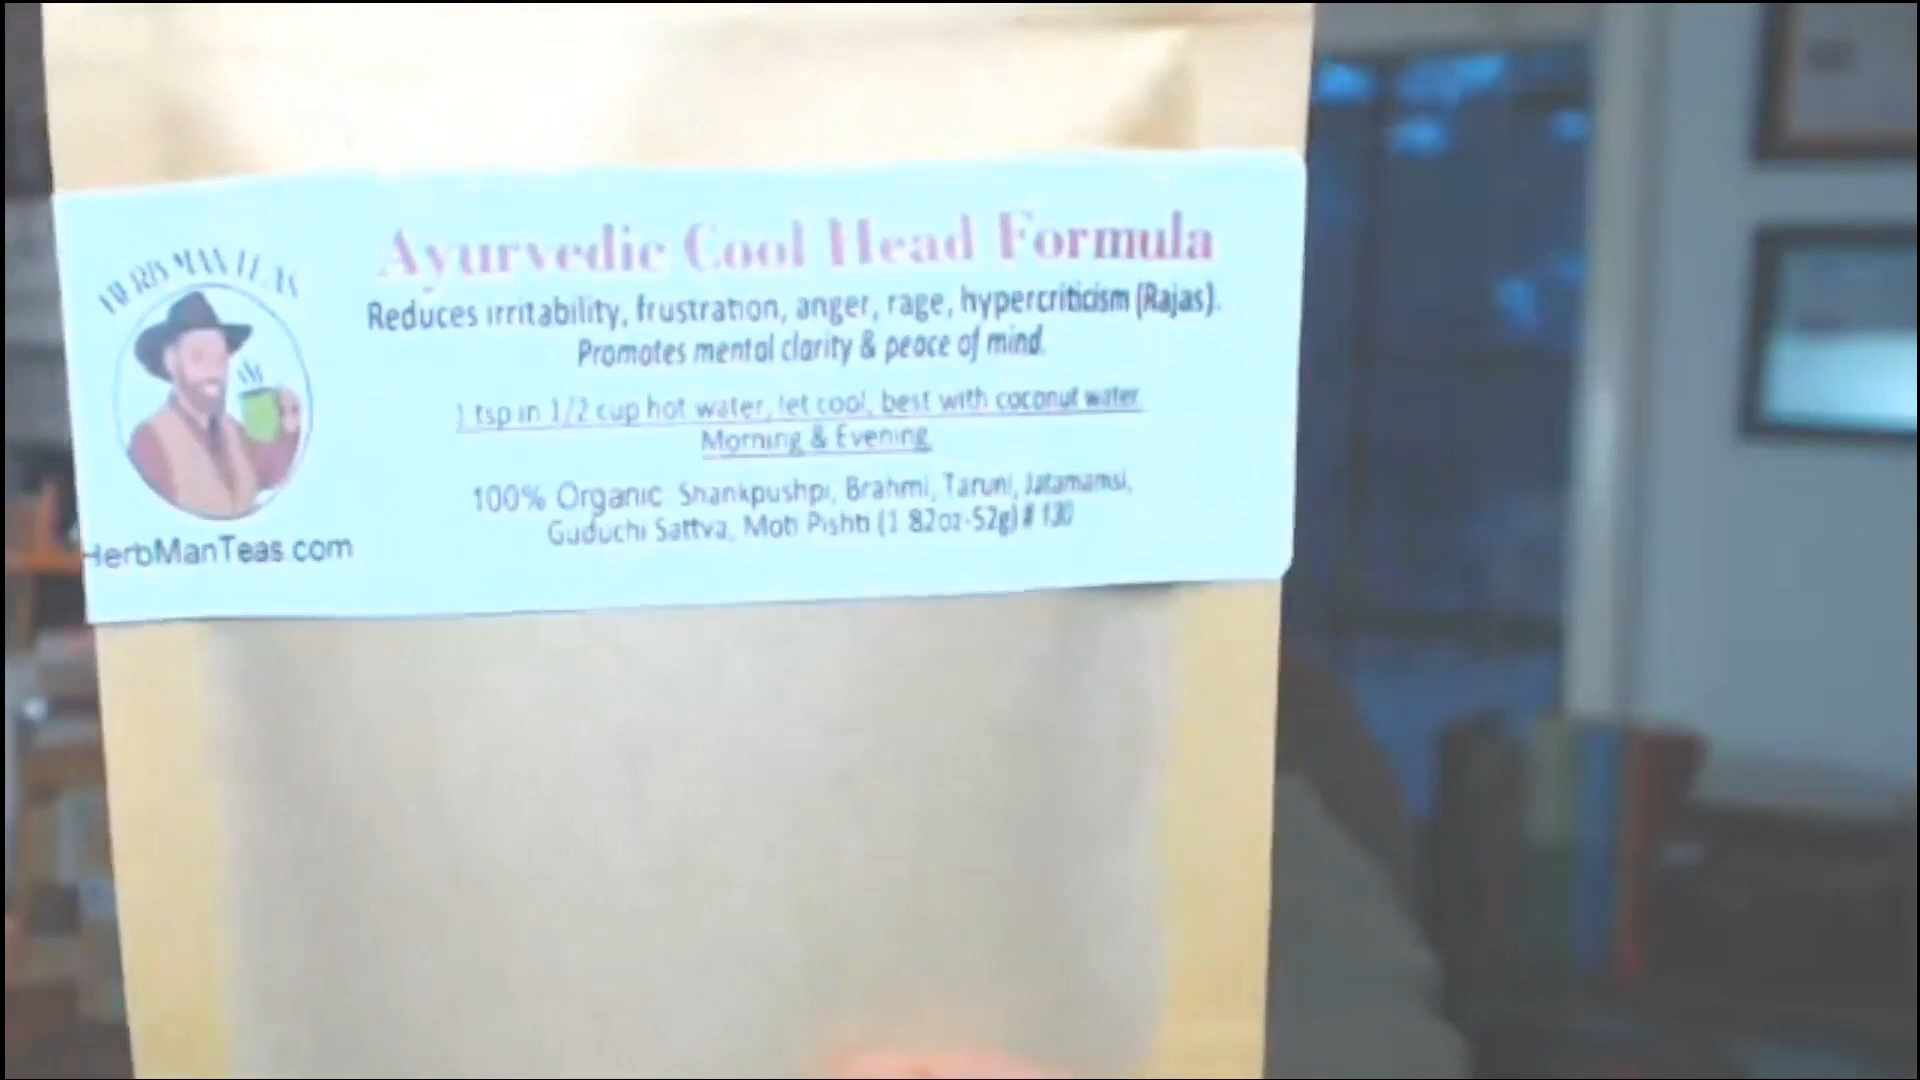 HERB MAN TEAS
Ayurvedic Cool Head Formula
Reduces irritability, frustration, anger, rage, hypercriticism (Rajas).
Promotes mental clarity & peace of mind.
1 tsp in 1/2 cup hot water, let cool, best with coconut water
Morning & Evening
100% Organic Shankpushpi, Brahmi, Taruni, Jatamamsi,
Guduchi Sattva, Moti Pishti (1.82oz-52g) # 130
HerbManTeas.com